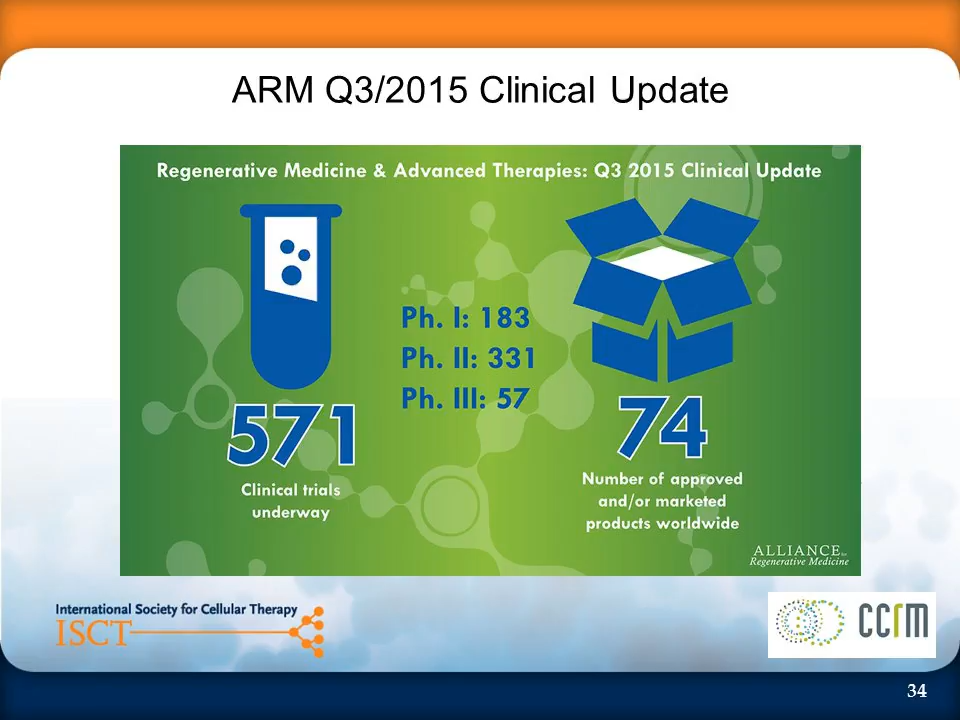 ARM Q3/2015 Clinical Update
Regenerative Medicine & Advanced Therapies: Q3 2015 Clinical Update
Ph. I: 183
Ph. II: 331
Ph. III: 57
571
Clinical trials
underway
74
Number of approved
and/or marketed
products worldwide
ALLIANCE for
Regenerative Medicine
International Society for Cellular Therapy
ISCT
ccrm
34